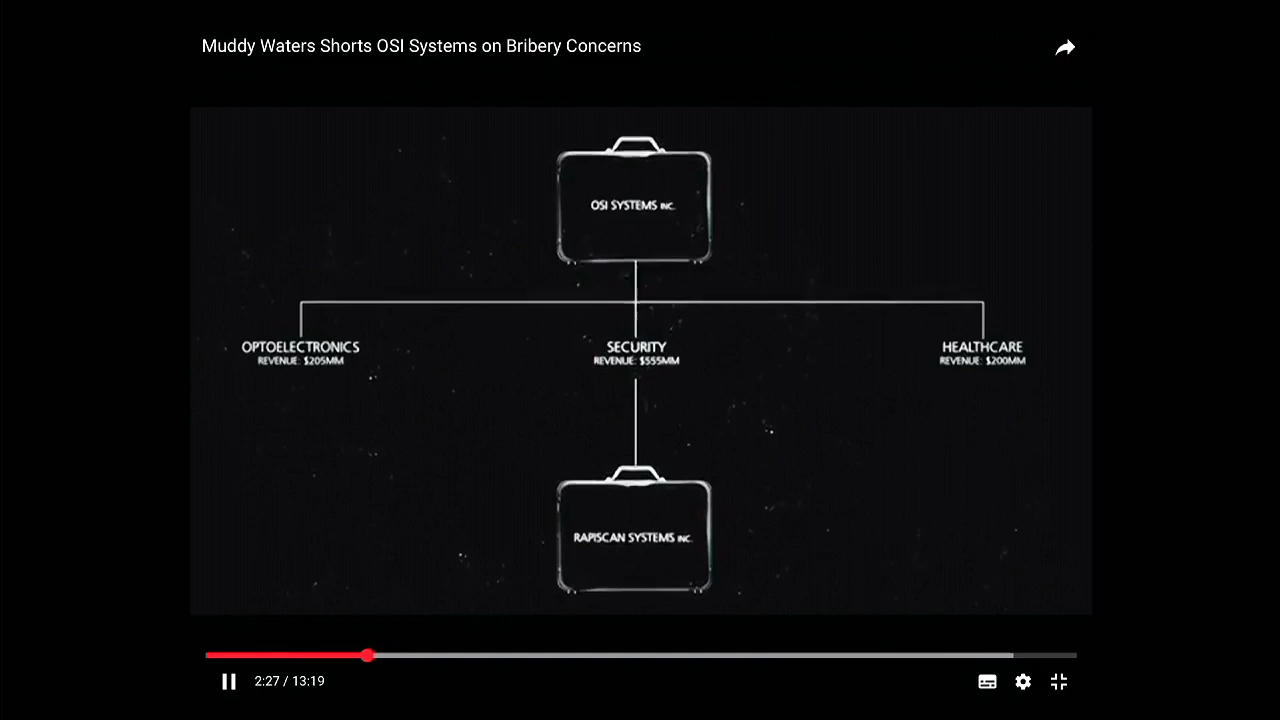 Muddy Waters Shorts OSI Systems on Bribery Concerns
OSI SYSTEMS INC.
OPTOELECTRONICS
REVENUE: $205MM
SECURITY
REVENUE: $555MM
HEALTHCARE
REVENUE: $200MM
RAPISCAN SYSTEMS INC.
2:27 / 13:19